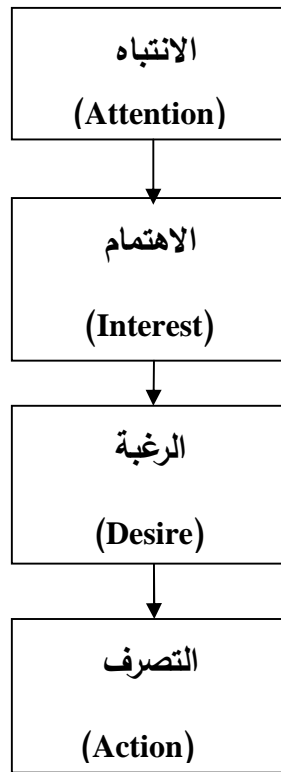 الانتباه
(Attention)
الاهتمام
(Interest)
الرغبة
(Desire)
التصرف
(Action)